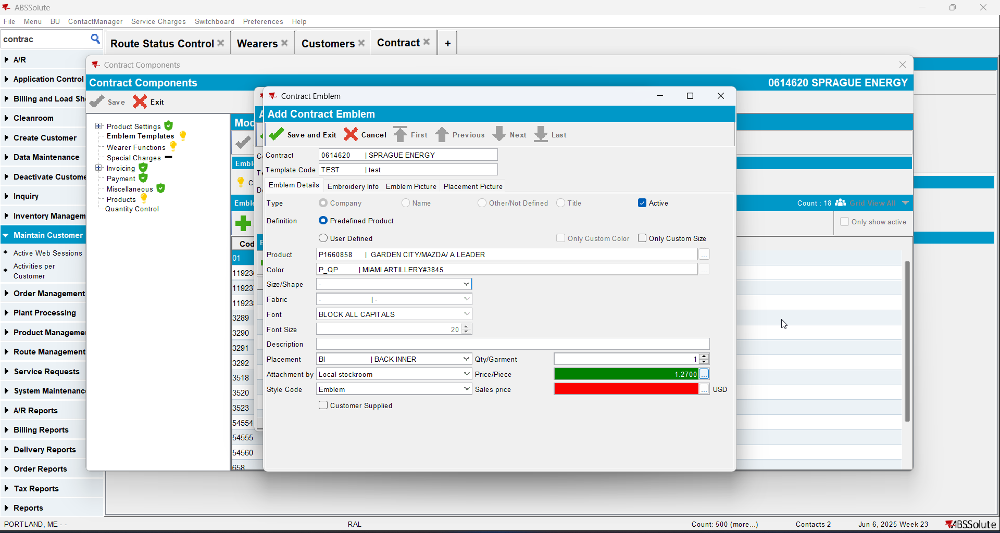 ABSSolute
File Menu BU ContactManager Service Charges Switchboard Preferences Help
contrac
Route Status Control Wearers Customers Contract +
A/R
Application Control
Billing and Load Sh
Cleanroom
Create Customer
Data Maintenance
Deactivate Custome
Inquiry
Inventory Managem
Maintain Customer
Active Web Sessions
Activities per
Customer
Order Management
Plant Processing
Product Manageme
Route Management
Service Requests
System Maintenanc
A/R Reports
Billing Reports
Delivery Reports
Order Reports
Tax Reports
Reports
Contract Components
Contract Components 0614620 SPRAGUE ENERGY
Save Exit
Product Settings
Emblem Templates
Wearer Functions
Special Charges
Invoicing
Payment
Miscellaneous
Products
Quantity Control
Mod
Emble
C
Emble
Count : 18 Grid View All
Only show active
Cod
01
11923
11923
11923
3289
3290
3291
3292
3518
3520
3523
54554
54555
54560
658
A
C
Te
D
E
Contract Emblem
Add Contract Emblem
Save and Exit Cancel First Previous Next Last
Contract 0614620 | SPRAGUE ENERGY
Template Code TEST | test
Emblem Details Embroidery Info Emblem Picture Placement Picture
Type Company Name Other/Not Defined Title Active
Definition Predefined Product
User Defined Only Custom Color Only Custom Size
Product P1660858 | GARDEN CITY/MAZDA/ A LEADER ...
Color P_QP | MIAMI ARTILLERY#3845 ...
Size/Shape -
Fabric - | -
Font BLOCK ALL CAPITALS
Font Size 20
Description
Placement BI | BACK INNER Qty/Garment 1
Attachment by Local stockroom Price/Piece 1.2700 ...
Style Code Emblem Sales price ... USD
Customer Supplied
PORTLAND, ME - - RAL Count: 500 (more...) Contacts 2 Jun 6, 2025 Week 23 ABSSolute